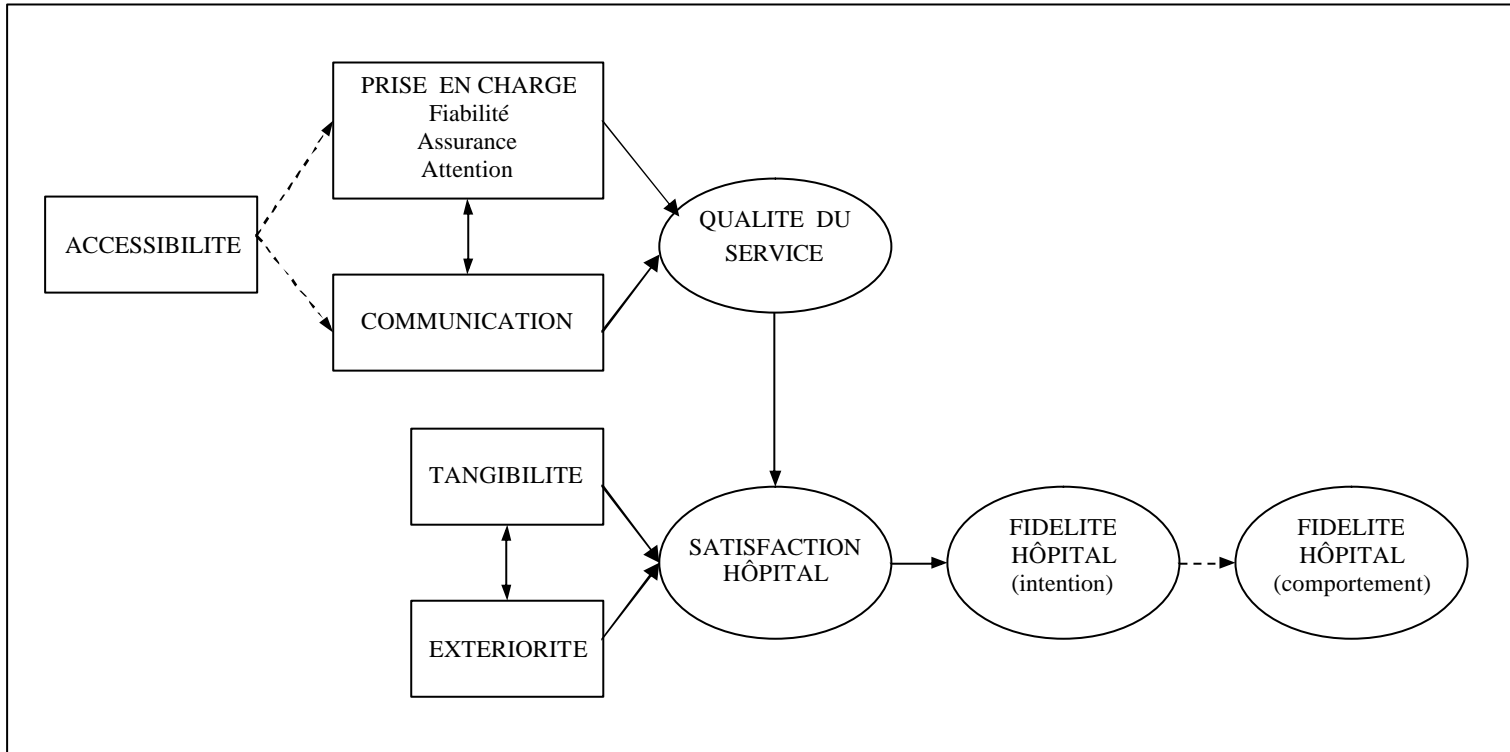 PRISE EN CHARGE
Fiabilité
Assurance
Attention
ACCESSIBILITE
COMMUNICATION
QUALITE DU
SERVICE
TANGIBILITE
EXTERIORITE
SATISFACTION
HÔPITAL
FIDELITE
HÔPITAL
(intention)
FIDELITE
HÔPITAL
(comportement)